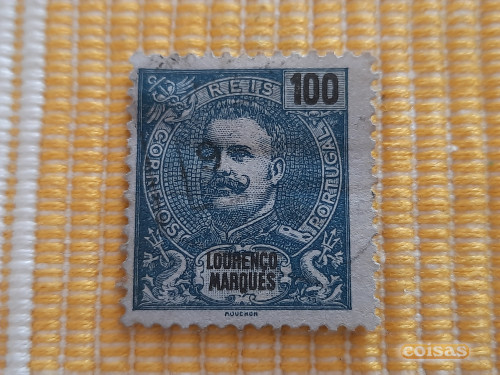 REIS
100
CORREIOS
PORTUGAL
LOURENÇO
MARQUES
MOUCHON
coisas